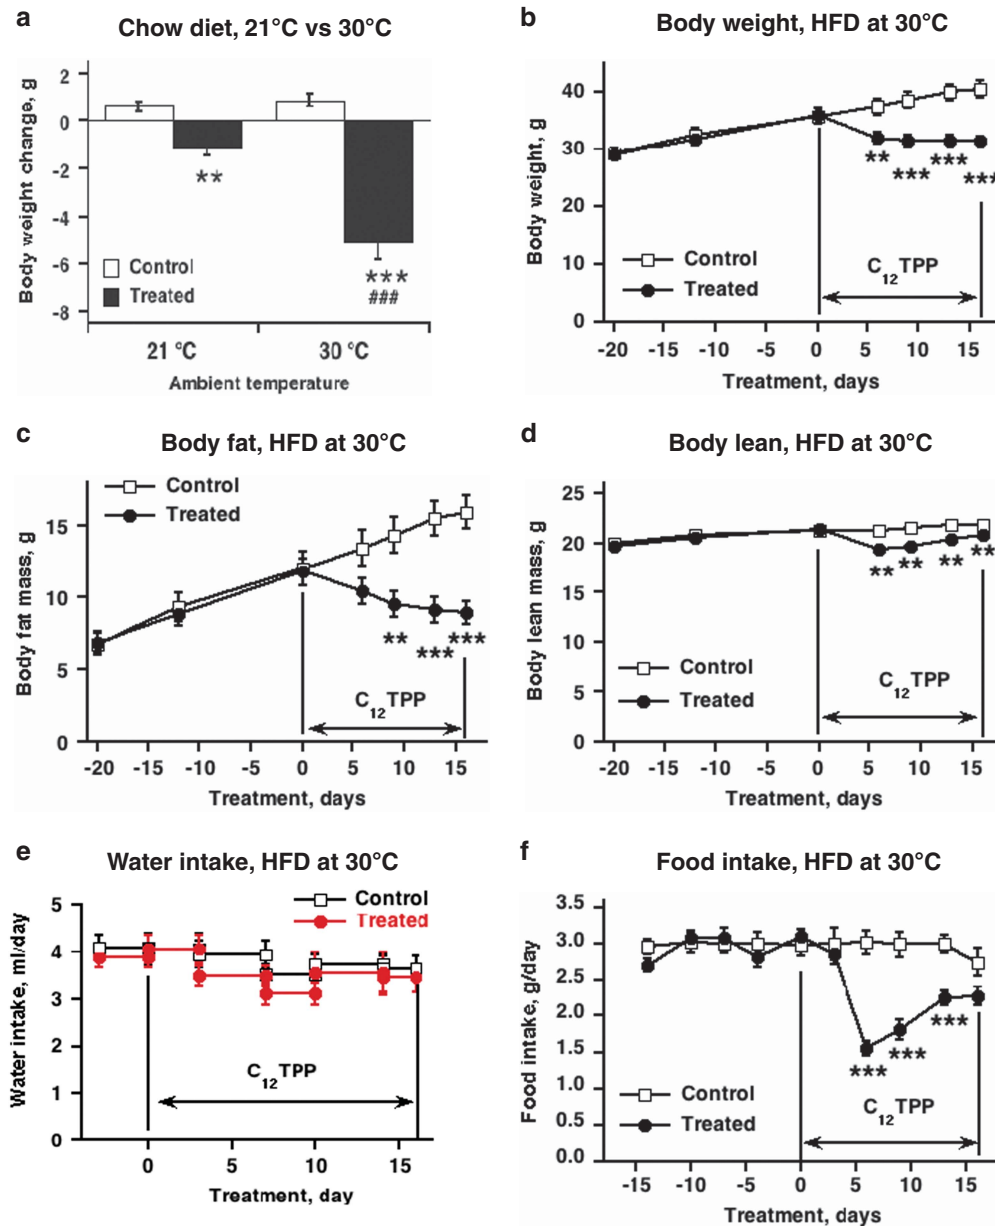 a
Chow diet, 21°C vs 30°C
Body weight change, g
2
0
-2
-4
-6
-8
**
***
###
Control
Treated
21 °C
30 °C
Ambient temperature
b
Body weight, HFD at 30°C
Body weight, g
40
30
20
10
0
**
***
***
***
Control
Treated
C12TPP
-20 -15 -10 -5 0 5 10 15
Treatment, days
c
Body fat, HFD at 30°C
Body fat mass, g
15
10
5
0
Control
Treated
**
***
***
C12TPP
-20 -15 -10 -5 0 5 10 15
Treatment, days
d
Body lean, HFD at 30°C
Body lean mass, g
25
20
15
10
5
0
**
**
**
**
Control
Treated
C12TPP
-20 -15 -10 -5 0 5 10 15
Treatment, days
e
Water intake, HFD at 30°C
Water intake, ml/day
5
4
3
2
1
0
Control
Treated
C12TPP
0 5 10 15
Treatment, day
f
Food intake, HFD at 30°C
Food intake, g/day
3.5
3.0
2.5
2.0
1.5
1.0
0.5
0.0
***
***
***
Control
Treated
C12TPP
-15 -10 -5 0 5 10 15
Treatment, days